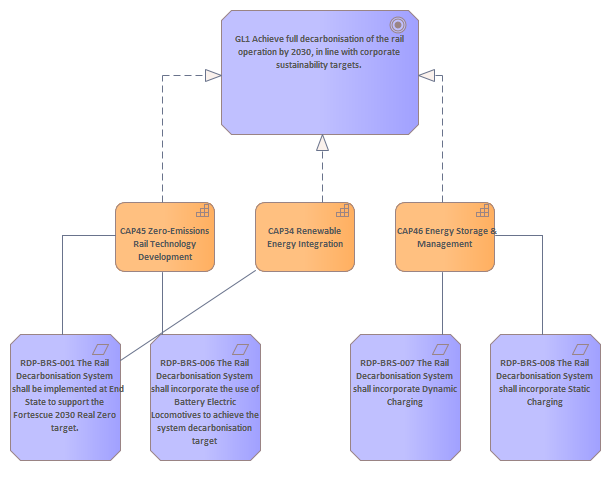 GL1 Achieve full decarbonisation of the rail
operation by 2030, in line with corporate
sustainability targets.
CAP45 Zero-Emissions
Rail Technology
Development
CAP34 Renewable
Energy Integration
CAP46 Energy Storage &
Management
RDP-BRS-001 The Rail
Decarbonisation System
shall be implemented at End
State to support the
Fortescue 2030 Real Zero
target.
RDP-BRS-006 The Rail
Decarbonisation System
shall incorporate the use of
Battery Electric
Locomotives to achieve the
system decarbonisation
target
RDP-BRS-007 The Rail
Decarbonisation System
shall incorporate Dynamic
Charging
RDP-BRS-008 The Rail
Decarbonisation System
shall incorporate Static
Charging